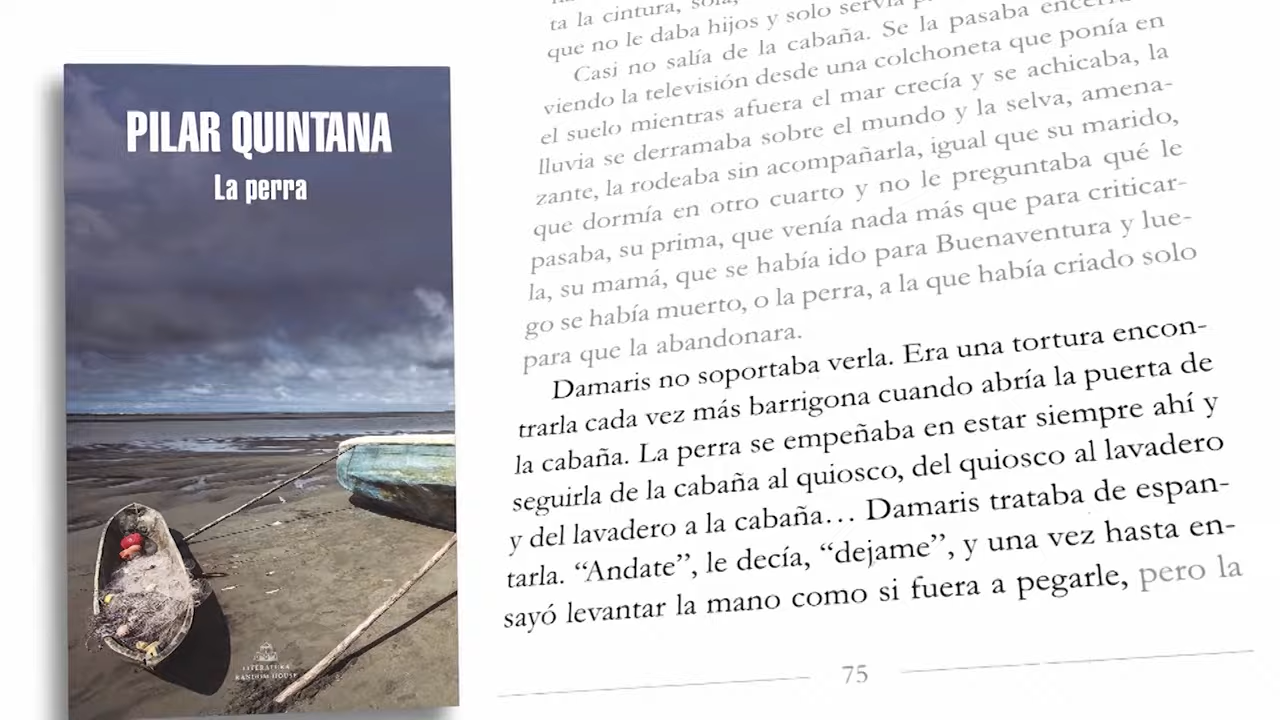 PILAR QUINTANA
La perra
LITERATURA
RANDOM HOUSE
ta la cintura, sola,
que no le daba hijos y solo servía
Casi no salía de la cabaña. Se la pasaba
viendo la televisión desde una colchoneta que ponía en
el suelo mientras afuera el mar crecía y se achicaba, la
lluvia se derramaba sobre el mundo y la selva, amena-
zante, la rodeaba sin acompañarla, igual que su marido,
que dormía en otro cuarto y no le preguntaba qué le
pasaba, su prima, que venía nada más que para criticar-
la, su mamá, que se había ido para Buenaventura y lue-
go se había muerto, o la perra, a la que había criado solo
para que la abandonara.
Damaris no soportaba verla. Era una tortura encon-
trarla cada vez más barrigona cuando abría la puerta de
la cabaña. La perra se empeñaba en estar siempre ahí y
seguirla de la cabaña al quiosco, del quiosco al lavadero
y del lavadero a la cabaña… Damaris trataba de espan-
tarla. “Andate”, le decía, “dejame”, y una vez hasta en-
sayó levantar la mano como si fuera a pegarle, pero la
75